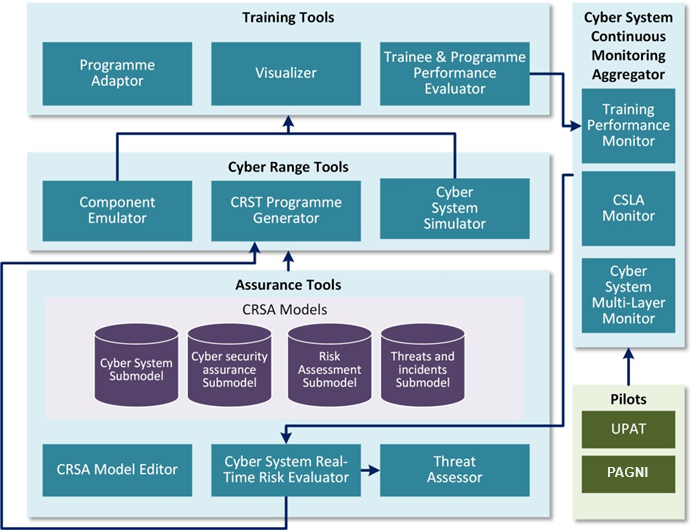 Training Tools
Programme
Adaptor
Visualizer
Trainee & Programme
Performance
Evaluator
Cyber Range Tools
Component
Emulator
CRST Programme
Generator
Cyber
System
Simulator
Assurance Tools
CRSA Models
Cyber System
Submodel
Cyber security
assurance
Submodel
Risk
Assessment
Submodel
Threats and
incidents
Submodel
CRSA Model Editor
Cyber System Real-
Time Risk Evaluator
Threat
Assessor
Cyber System
Continuous
Monitoring
Aggregator
Training
Performance
Monitor
CSLA
Monitor
Cyber
System
Multi-Layer
Monitor
Pilots
UPAT
PAGNI